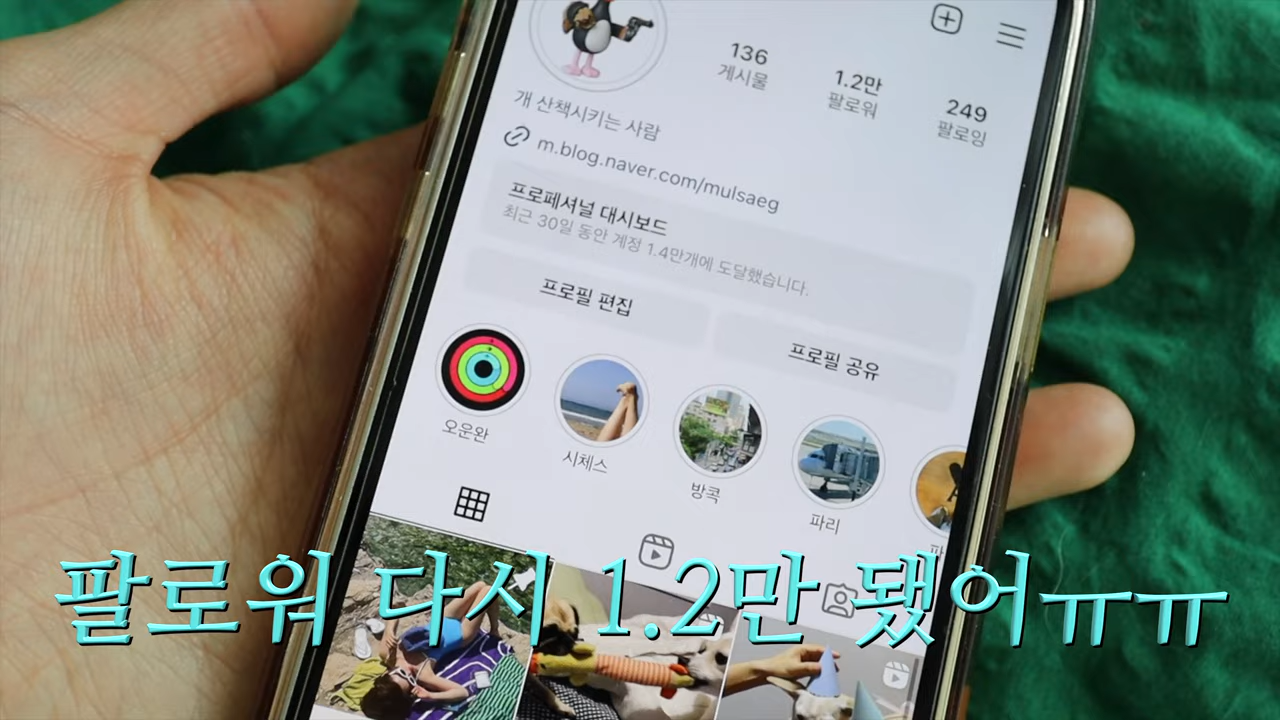 136
게시물
1.2만
팔로워
249
팔로잉
개 산책시키는 사람
m.blog.naver.com/mulsaeg
프로페셔널 대시보드
최근 30일 동안 계정 1.4만개에 도달했습니다.
프로필 편집
프로필 공유
오운완
시체스
방콕
파리
팔로워 다시 1.2만 됐어ㅠㅠ